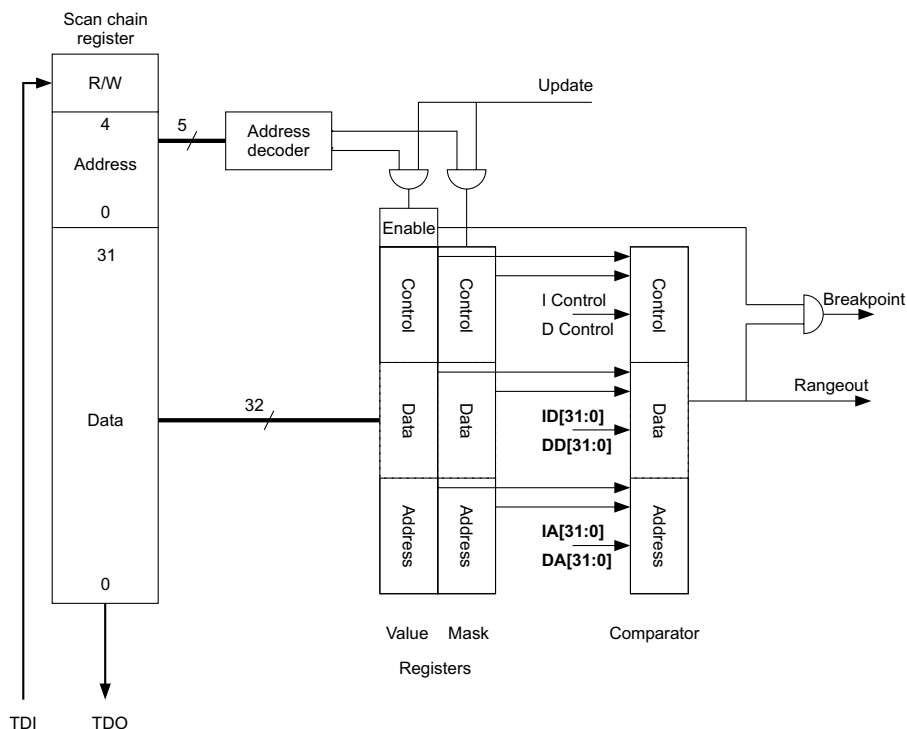 Scan chain
register
R/W
Update
4
5
Address
decoder
Address
0
Enable
31
Control
Control
I Control
D Control
Control
Breakpoint
Rangeout
32
Data
Data
Data
ID[31:0]
DD[31:0]
Data
Address
Address
IA[31:0]
DA[31:0]
Address
0
Value
Mask
Comparator
Registers
TDI
TDO